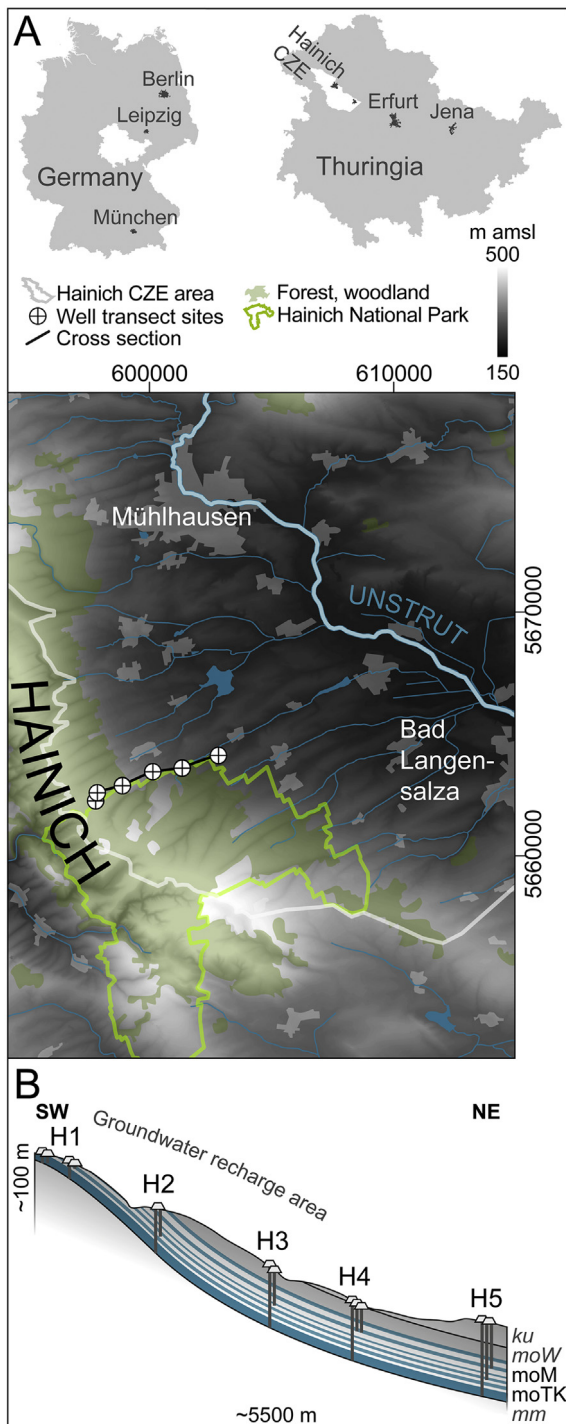 A
Berlin
Leipzig
Germany
München
Hainich
CZE
Erfurt
Jena
Thuringia
m amsl
500
150
Hainich CZE area
Well transect sites
Cross section
Forest, woodland
Hainich National Park
600000
610000
Mühlhausen
UNSTRUT
5670000
HAINICH
Bad
Langen-
salza
5660000
B
SW
NE
Groundwater recharge area
~100 m
H1
H2
H3
H4
H5
ku
moW
moM
moTK
mm
~5500 m